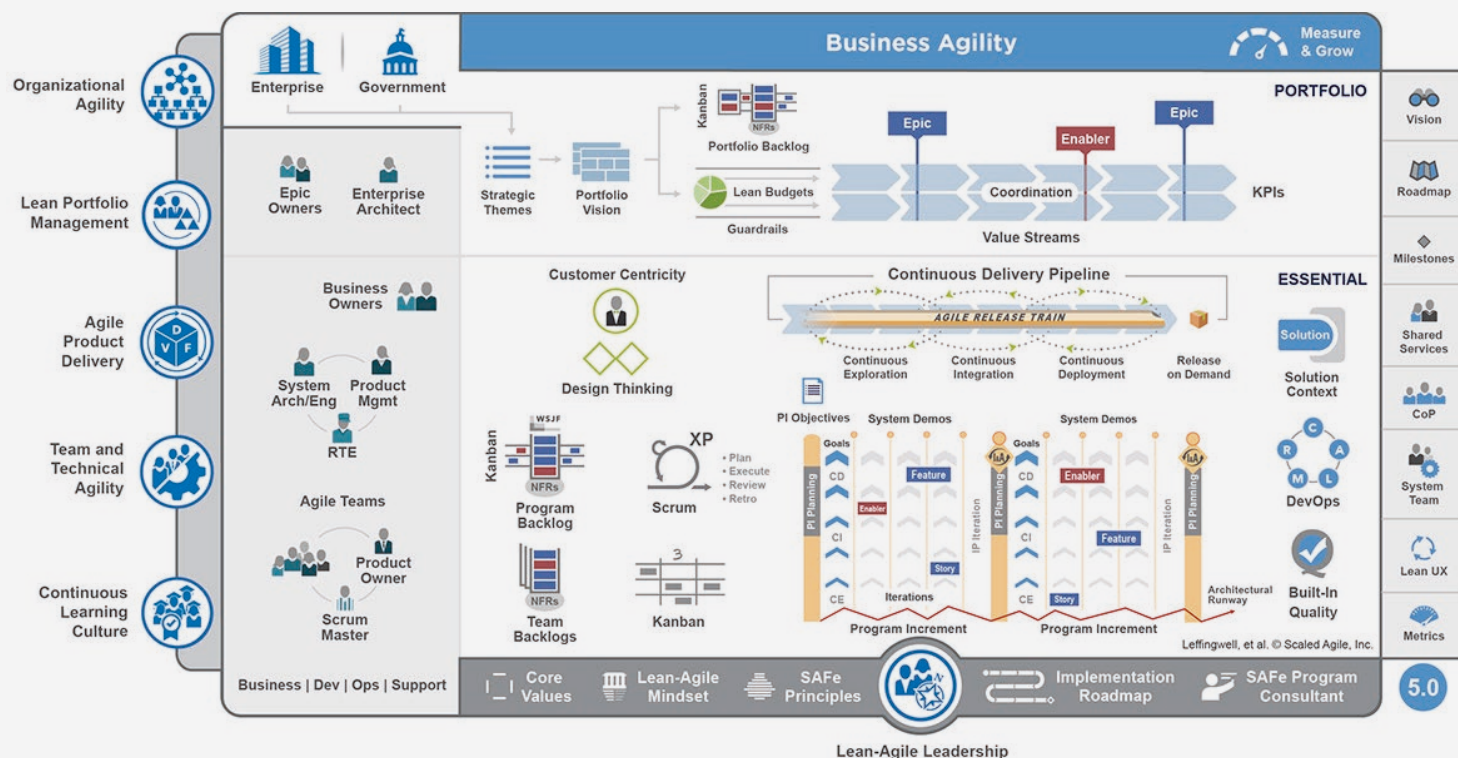 Business Agility
Measure
& Grow
Organizational
Agility
Lean Portfolio
Management
Agile
Product
Delivery
D
V
F
Team and
Technical
Agility
Continuous
Learning
Culture
Enterprise
Government
Epic
Owners
Enterprise
Architect
Business
Owners
System
Arch/Eng
Product
Mgmt
RTE
Agile Teams
Product
Owner
Scrum
Master
Business | Dev | Ops | Support
PORTFOLIO
Strategic
Themes
Portfolio
Vision
Kanban
NFRs
Portfolio Backlog
Lean Budgets
Guardrails
Epic
Enabler
Epic
Coordination
KPIs
Value Streams
ESSENTIAL
Customer Centricity
Design Thinking
Continuous Delivery Pipeline
AGILE RELEASE TRAIN
Continuous
Exploration
Continuous
Integration
Continuous
Deployment
Release
on Demand
Solution
Solution
Context
WSJF
Kanban
NFRs
Program
Backlog
XP
Scrum
• Plan
• Execute
• Review
• Retro
NFRs
Team
Backlogs
3
Kanban
PI Objectives
System Demos
System Demos
PI Planning
Goals
CD
CI
CE
Enabler
Feature
Story
Iterations
IP Iteration
I&A
PI Planning
Goals
CD
CI
CE
Enabler
Feature
Story
IP Iteration
I&A
PI Planning
Architectural
Runway
Program Increment
Program Increment
C
A
L
M
R
DevOps
Built-In
Quality
Leffingwell, et al. © Scaled Agile, Inc.
Vision
Roadmap
Milestones
Shared
Services
CoP
System
Team
Lean UX
Metrics
Core
Values
Lean-Agile
Mindset
SAFe
Principles
N
Implementation
Roadmap
SAFe Program
Consultant
5.0
Lean-Agile Leadership